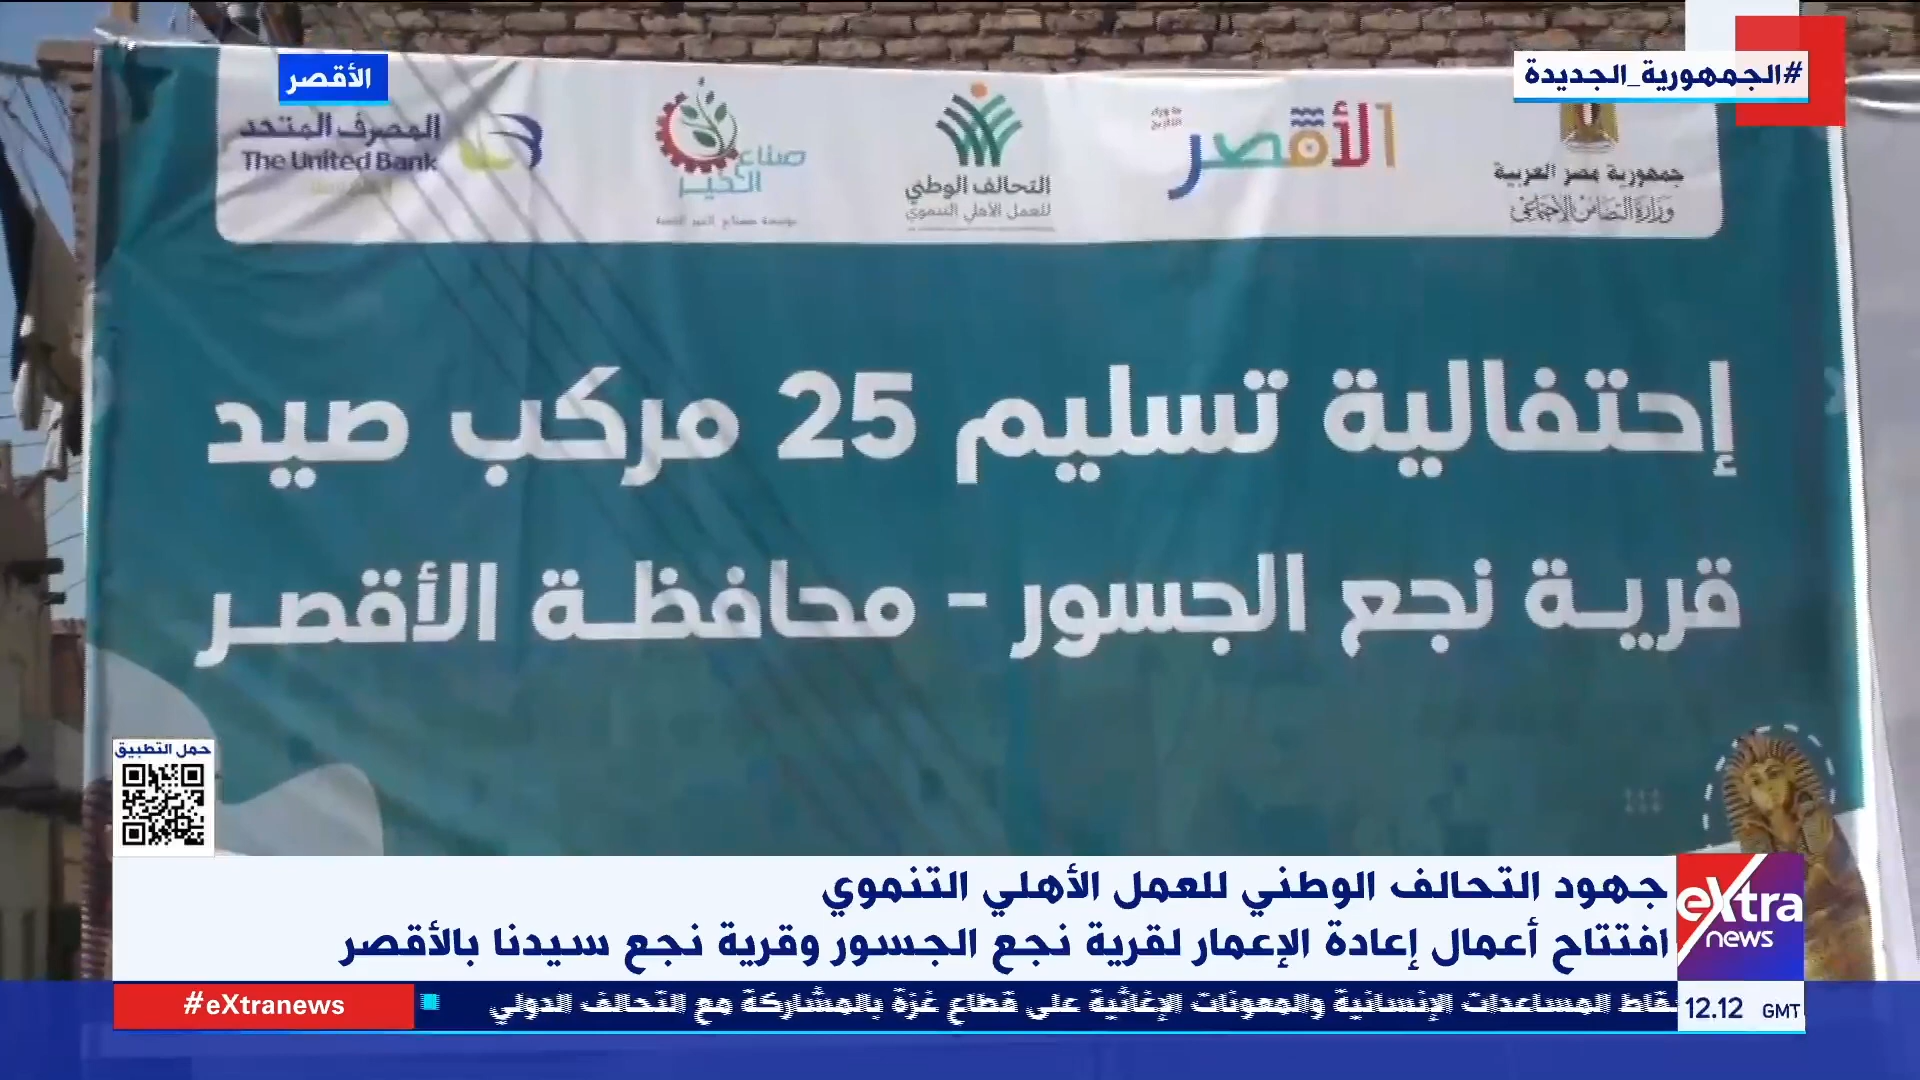 الأقصر
#الجمهورية_الجديدة
جمهورية مصر العربية
وزارة التضامن الاجتماعي
الأقصر
التحالف الوطني
للعمل الأهلي التنموي
صناع
الخير
المصرف المتحد
The United Bank
إحتفالية تسليم 25 مركب صيد
قرية نجع الجسور - محافظة الأقصر
حمل التطبيق
جهود التحالف الوطني للعمل الأهلي التنموي
افتتاح أعمال إعادة الإعمار لقرية نجع الجسور وقرية نجع سيدنا بالأقصر
eXtra
news
#eXtranews
المساعدات الإنسانية والمعونات الإغاثية على قطاع غزة بالمشاركة مع التحالف الدولي
12.12 GMT